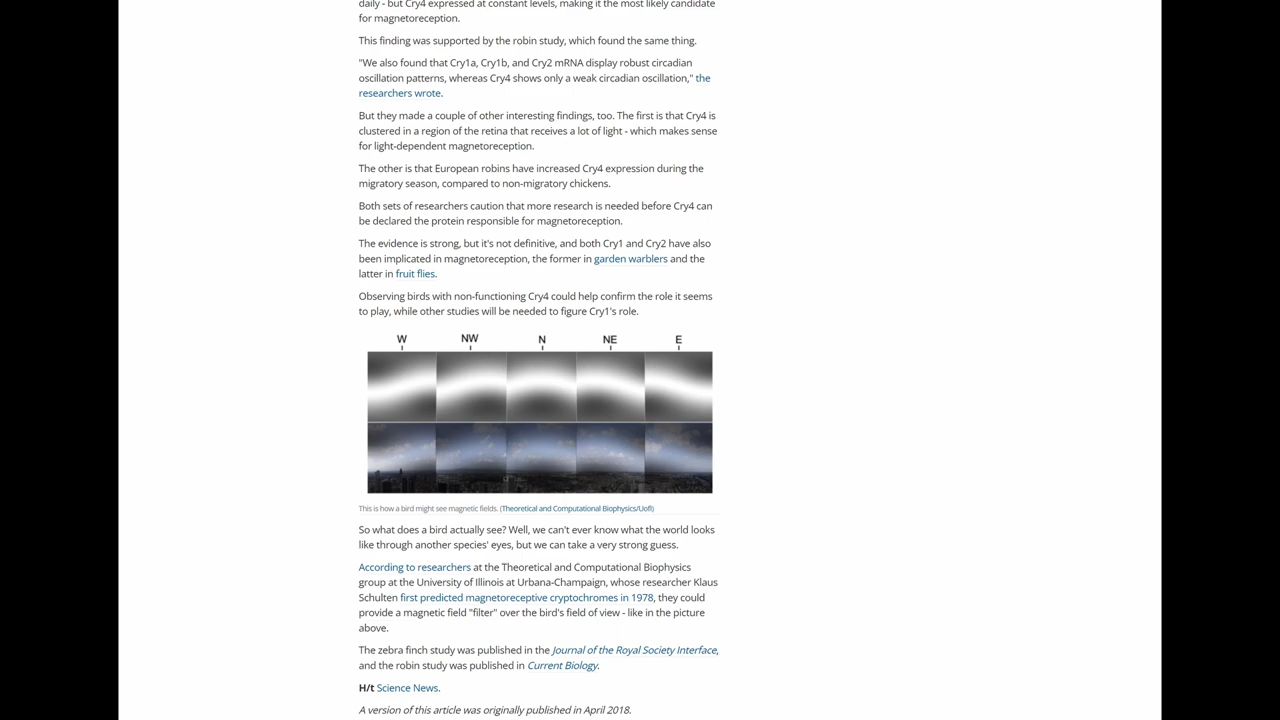 daily - but Cry4 expressed at constant levels, making it the most likely candidate
for magnetoreception.
This finding was supported by the robin study, which found the same thing.
"We also found that Cry1a, Cry1b, and Cry2 mRNA display robust circadian
oscillation patterns, whereas Cry4 shows only a weak circadian oscillation," the
researchers wrote.
But they made a couple of other interesting findings, too. The first is that Cry4 is
clustered in a region of the retina that receives a lot of light - which makes sense
for light-dependent magnetoreception.
The other is that European robins have increased Cry4 expression during the
migratory season, compared to non-migratory chickens.
Both sets of researchers caution that more research is needed before Cry4 can
be declared the protein responsible for magnetoreception.
The evidence is strong, but it's not definitive, and both Cry1 and Cry2 have also
been implicated in magnetoreception, the former in garden warblers and the
latter in fruit flies.
Observing birds with non-functioning Cry4 could help confirm the role it seems
to play, while other studies will be needed to figure Cry1's role.
W NW N NE E
This is how a bird might see magnetic fields. (Theoretical and Computational Biophysics/UofI)
So what does a bird actually see? Well, we can't ever know what the world looks
like through another species' eyes, but we can take a very strong guess.
According to researchers at the Theoretical and Computational Biophysics
group at the University of Illinois at Urbana-Champaign, whose researcher Klaus
Schulten first predicted magnetoreceptive cryptochromes in 1978, they could
provide a magnetic field "filter" over the bird's field of view - like in the picture
above.
The zebra finch study was published in the Journal of the Royal Society Interface,
and the robin study was published in Current Biology.
H/t Science News.
A version of this article was originally published in April 2018.